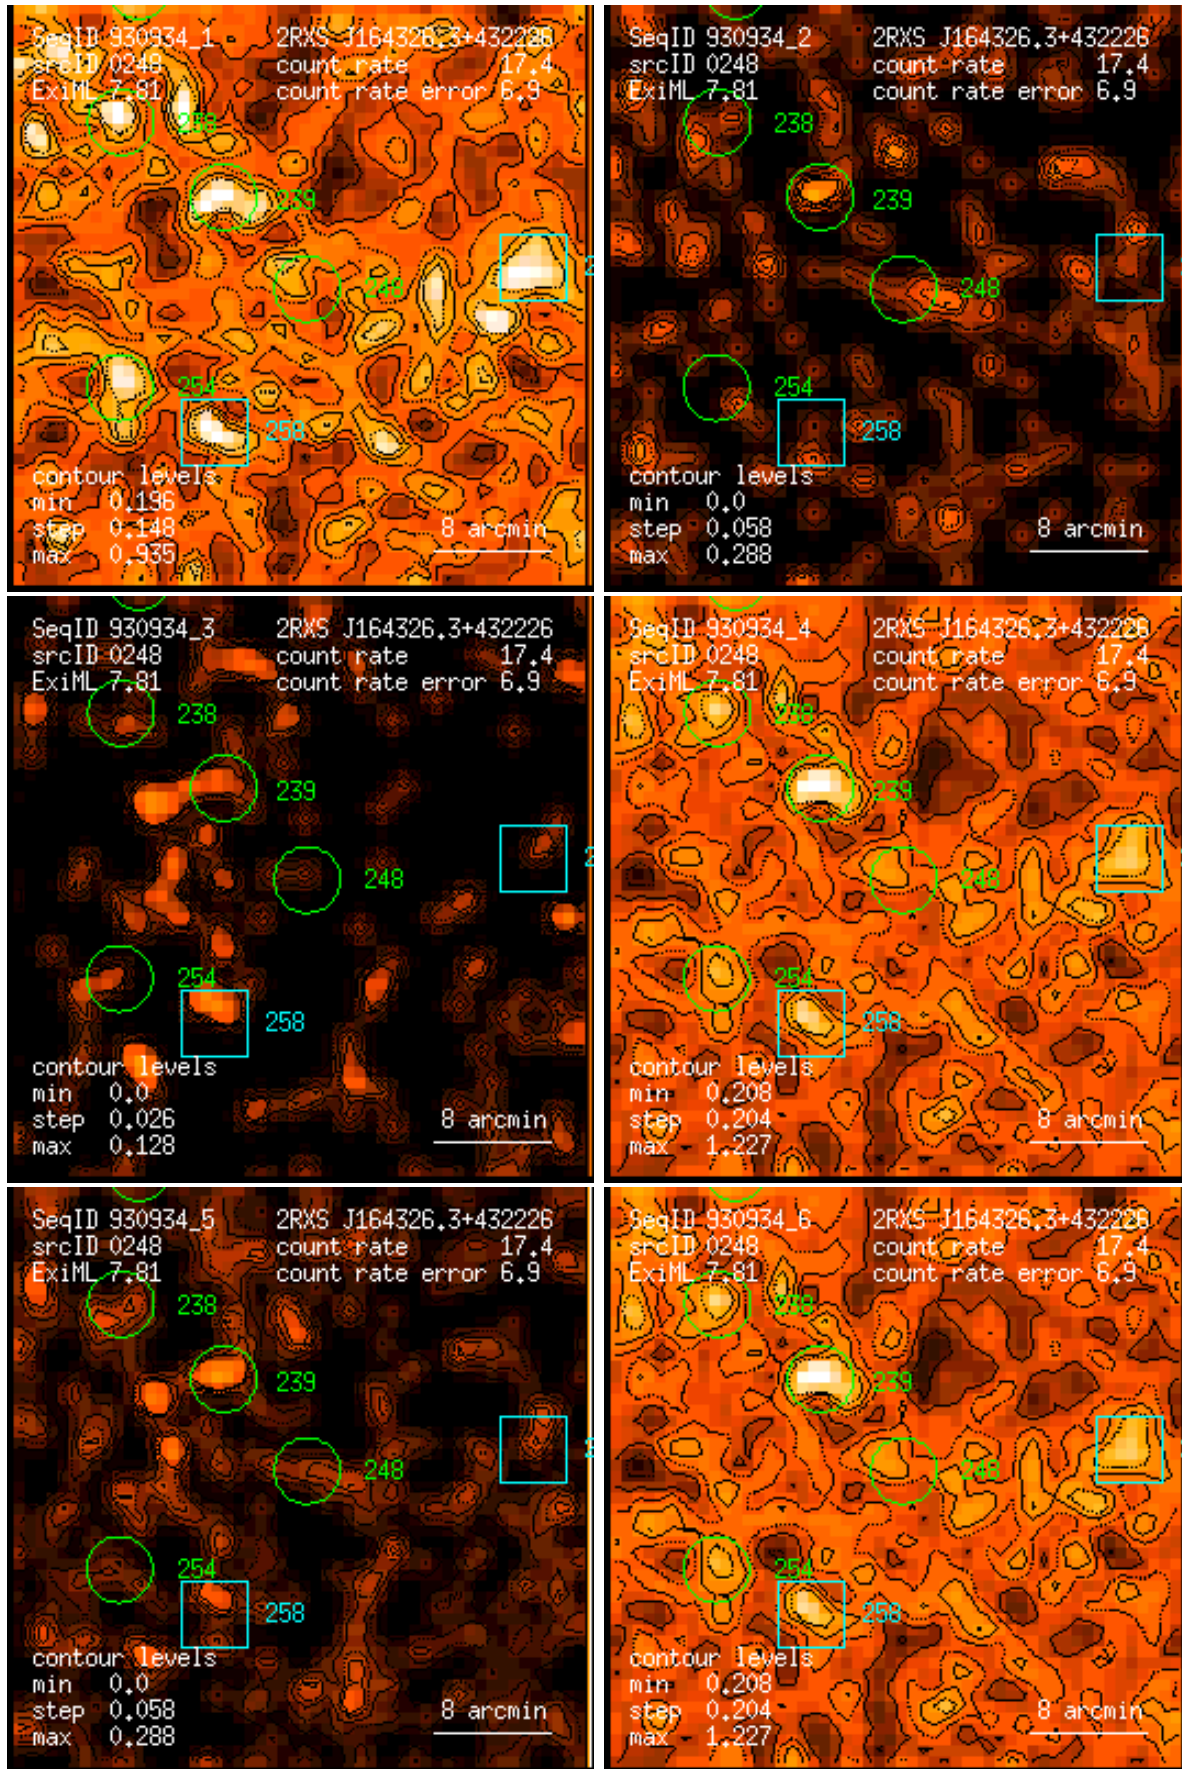 SeqID 930934_1 2RXS J164326.3+432226
srcID 0248 count rate 17.4
ExiML 7.81 count rate error 6.9
258
239
248
254
258
contour levels
min 0.196
step 0.148 8 arcmin
max 0.935
SeqID 930934_2 2RXS J164326.3+432226
srcID 0248 count rate 17.4
ExiML 7.81 count rate error 6.9
238
239
248
254
258
contour levels
min 0.0
step 0.058 8 arcmin
max 0.288
SeqID 930934_3 2RXS J164326.3+432226
srcID 0248 count rate 17.4
ExiML 7.81 count rate error 6.9
238
239
2
248
254
258
contour levels
min 0.0
step 0.026 8 arcmin
max 0.128
SeqID 930934_4 2RXS J164326.3+432226
srcID 0248 count rate 17.4
ExiML 7.81 count rate error 6.9
238
239
248
254
258
contour levels
min 0.208
step 0.204 8 arcmin
max 1.227
SeqID 930934_5 2RXS J164326.3+432226
srcID 0248 count rate 17.4
ExiML 7.81 count rate error 6.9
238
239
2
248
254
258
contour levels
min 0.0
step 0.058 8 arcmin
max 0.288
SeqID 930934_6 2RXS J164326.3+432226
srcID 0248 count rate 17.4
ExiML 7.81 count rate error 6.9
238
239
248
254
258
contour levels
min 0.208
step 0.204 8 arcmin
max 1.227